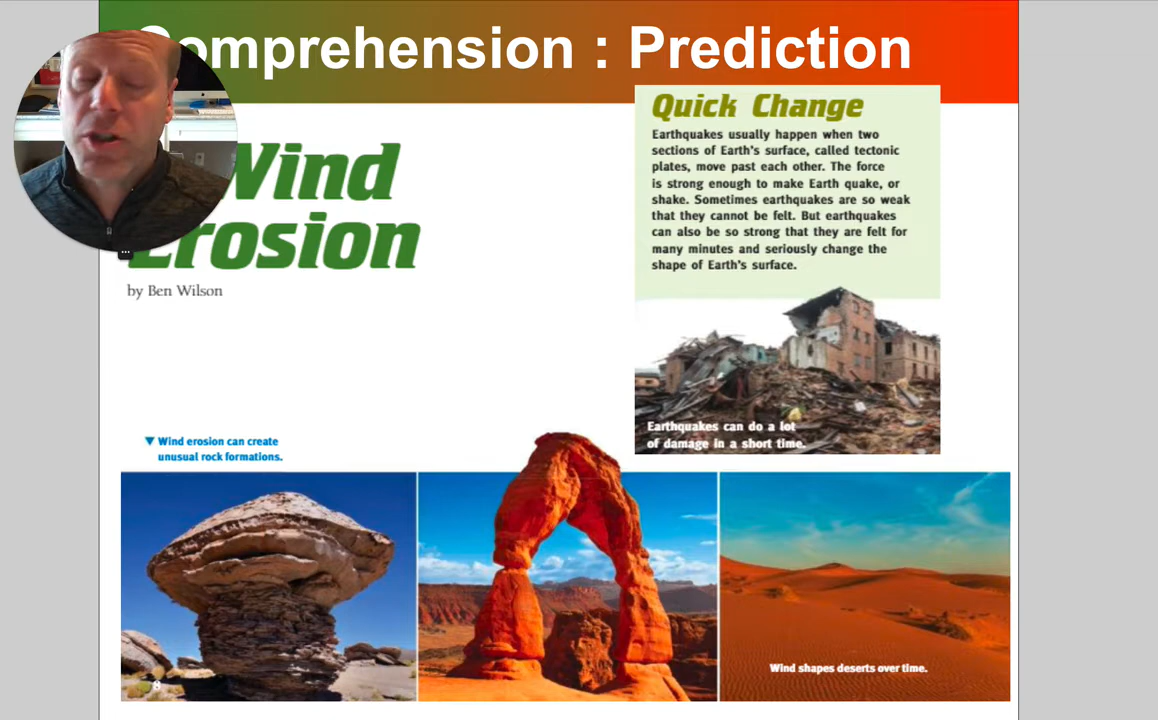 Comprehension : Prediction
Wind
Erosion
by Ben Wilson
Quick Change
Earthquakes usually happen when two
sections of Earth's surface, called tectonic
plates, move past each other. The force
is strong enough to make Earth quake, or
shake. Sometimes earthquakes are so weak
that they cannot be felt. But earthquakes
can also be so strong that they are felt for
many minutes and seriously change the
shape of Earth's surface.
Earthquakes can do a lot
of damage in a short time.
▼ Wind erosion can create
unusual rock formations.
Wind shapes deserts over time.
8